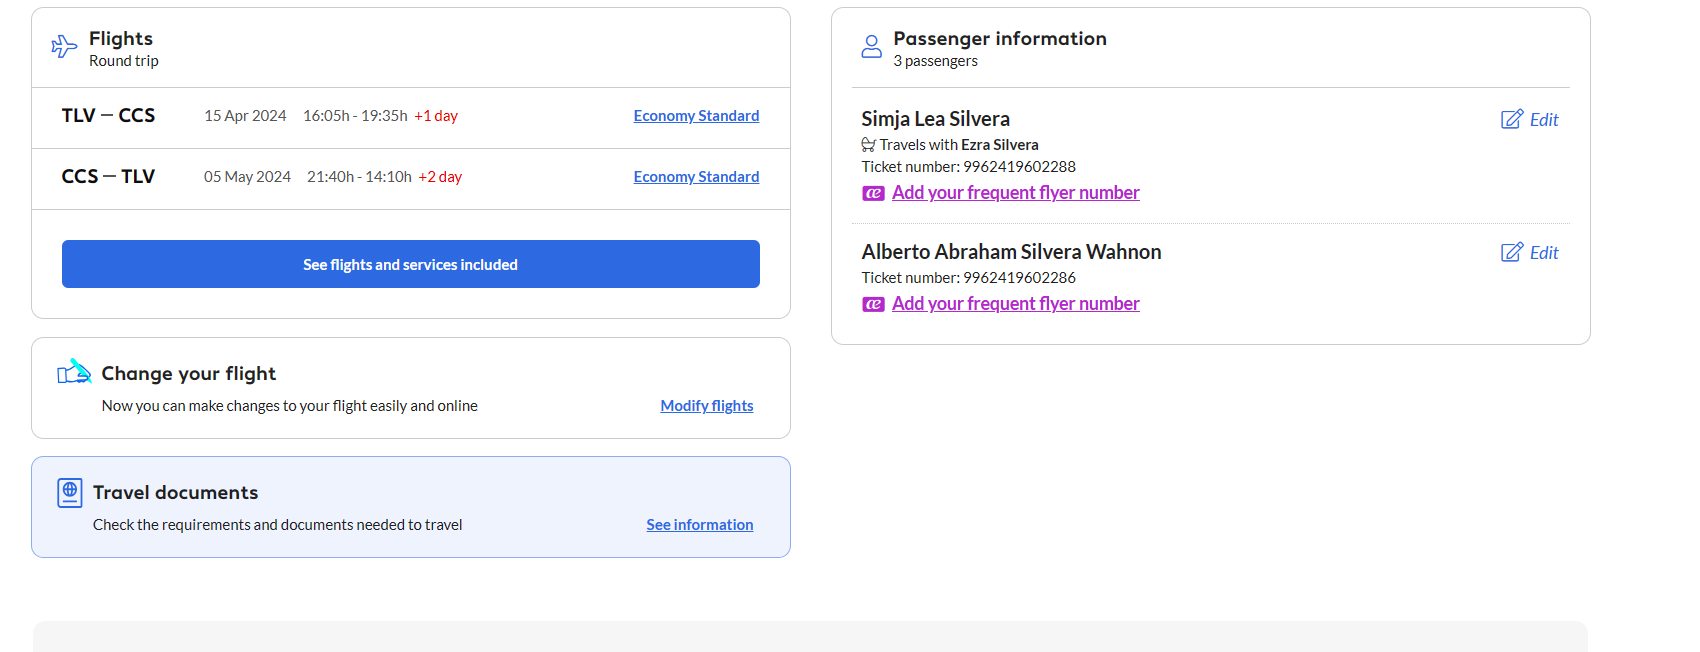 Flights
Round trip
TLV — CCS 15 Apr 2024 16:05h - 19:35h +1 day Economy Standard
CCS — TLV 05 May 2024 21:40h - 14:10h +2 day Economy Standard
See flights and services included
Change your flight
Now you can make changes to your flight easily and online Modify flights
Travel documents
Check the requirements and documents needed to travel See information
Passenger information
3 passengers
Simja Lea Silvera Edit
Travels with Ezra Silvera
Ticket number: 9962419602288
æ Add your frequent flyer number
Alberto Abraham Silvera Wahnon Edit
Ticket number: 9962419602286
æ Add your frequent flyer number